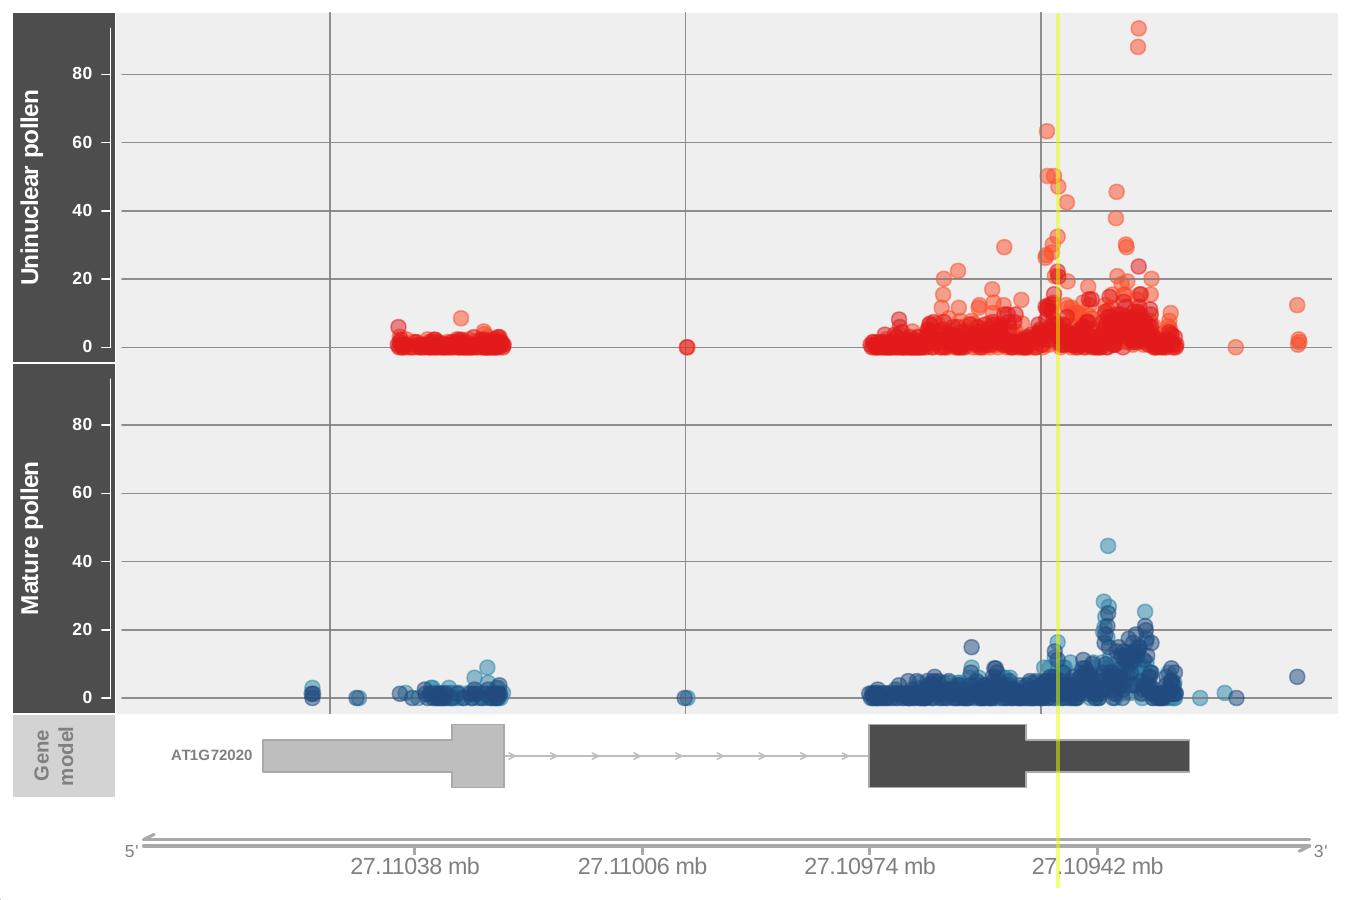 Uninuclear pollen
80
60
40
20
0
Mature pollen
80
60
40
20
0
Gene
model
AT1G72020
5'
3'
27.11038 mb
27.11006 mb
27.10974 mb
27.10942 mb